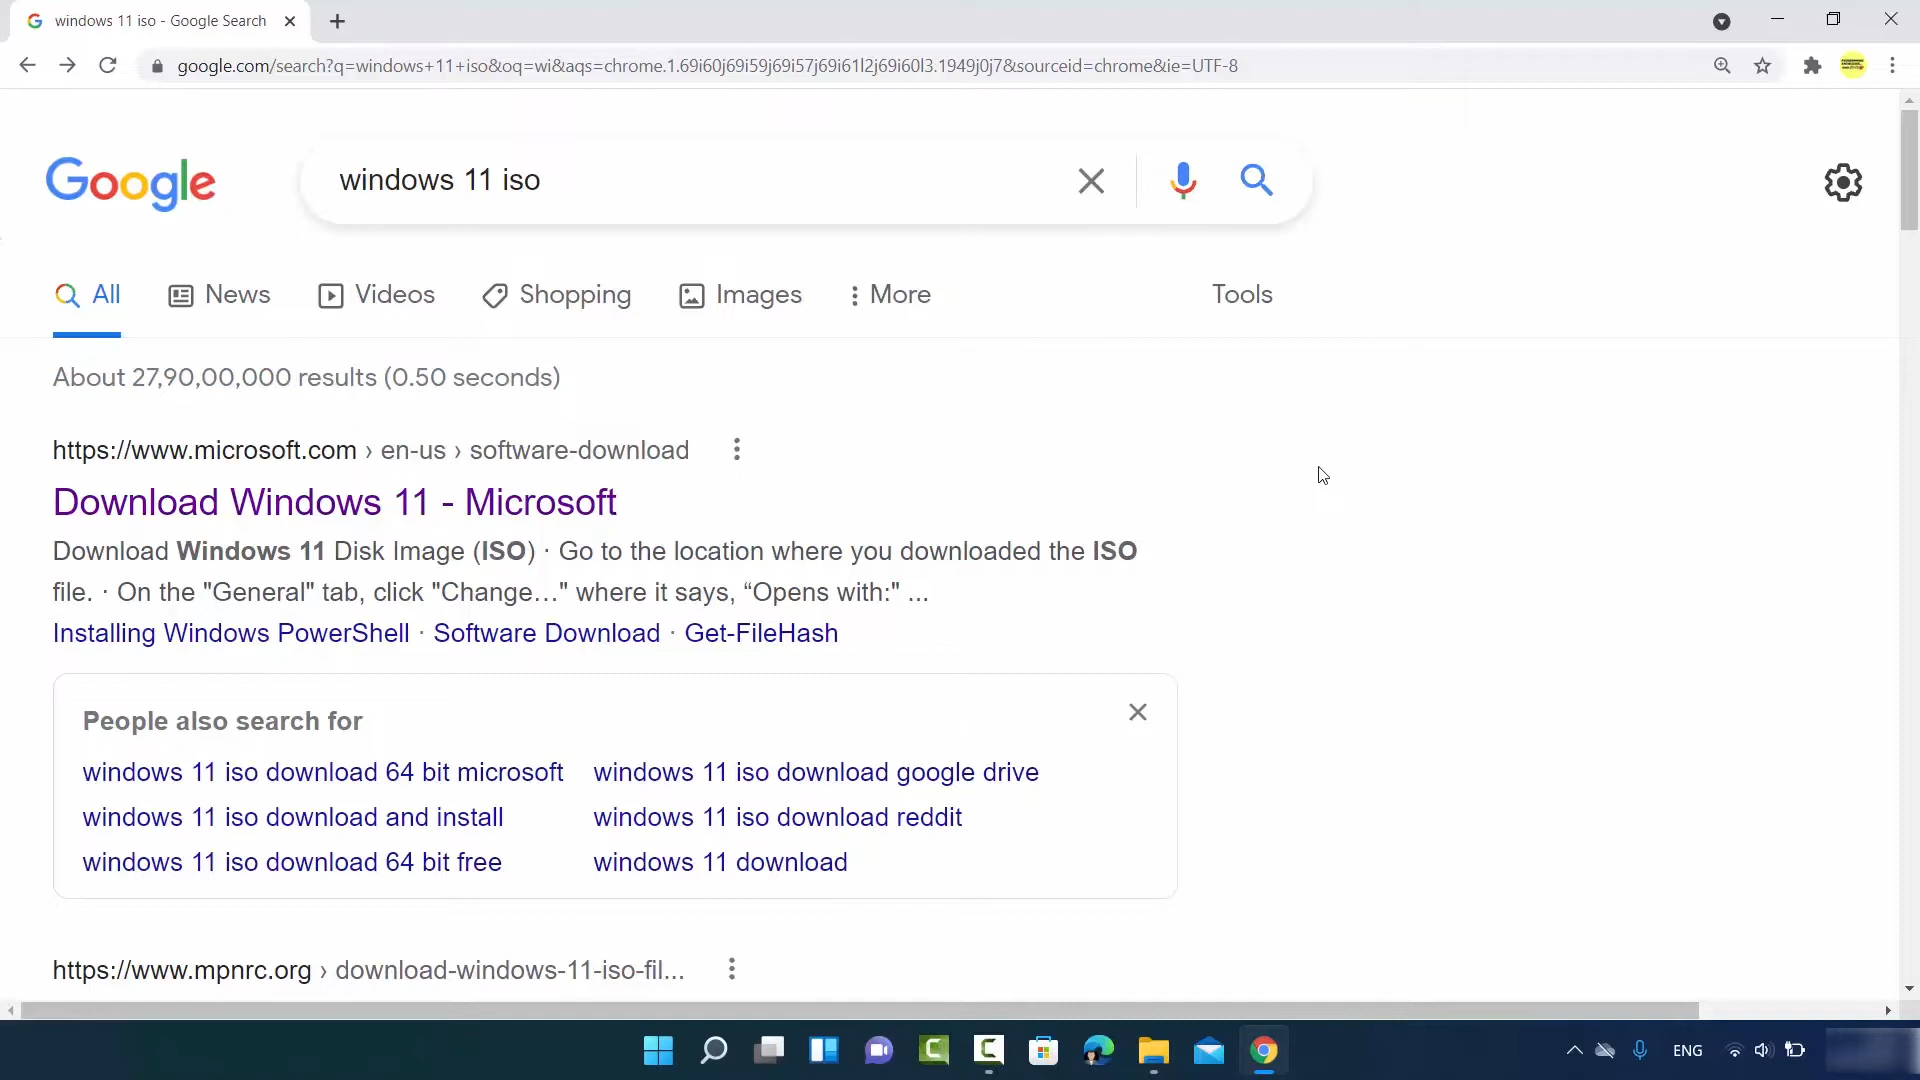 windows 11 iso - Google Search
google.com/search?q=windows+11+iso&oq=wi&aqs=chrome.1.69i60j69i59j69i57j69i61l2j69i60l3.1949j0j7&sourceid=chrome&ie=UTF-8
Google
windows 11 iso
All News Videos Shopping Images More Tools
About 27,90,00,000 results (0.50 seconds)
https://www.microsoft.com › en-us › software-download
Download Windows 11 - Microsoft
Download Windows 11 Disk Image (ISO) · Go to the location where you downloaded the ISO
file. · On the "General" tab, click "Change…" where it says, “Opens with:" ...
Installing Windows PowerShell · Software Download · Get-FileHash
People also search for
windows 11 iso download 64 bit microsoft windows 11 iso download google drive
windows 11 iso download and install windows 11 iso download reddit
windows 11 iso download 64 bit free windows 11 download
https://www.mpnrc.org › download-windows-11-iso-fil...
ENG